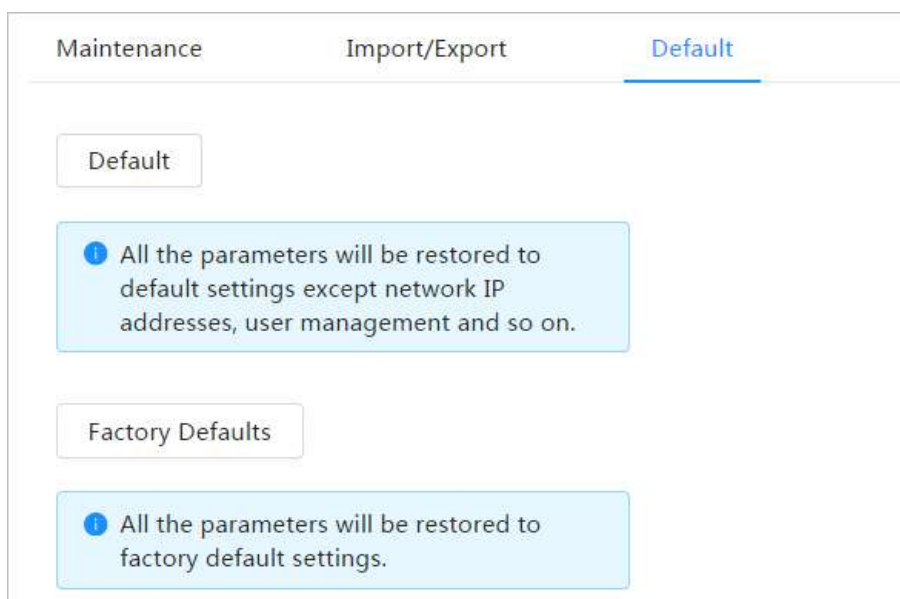 Maintenance Import/Export Default
Default
All the parameters will be restored to
default settings except network IP
addresses, user management and so on.
Factory Defaults
All the parameters will be restored to
factory default settings.